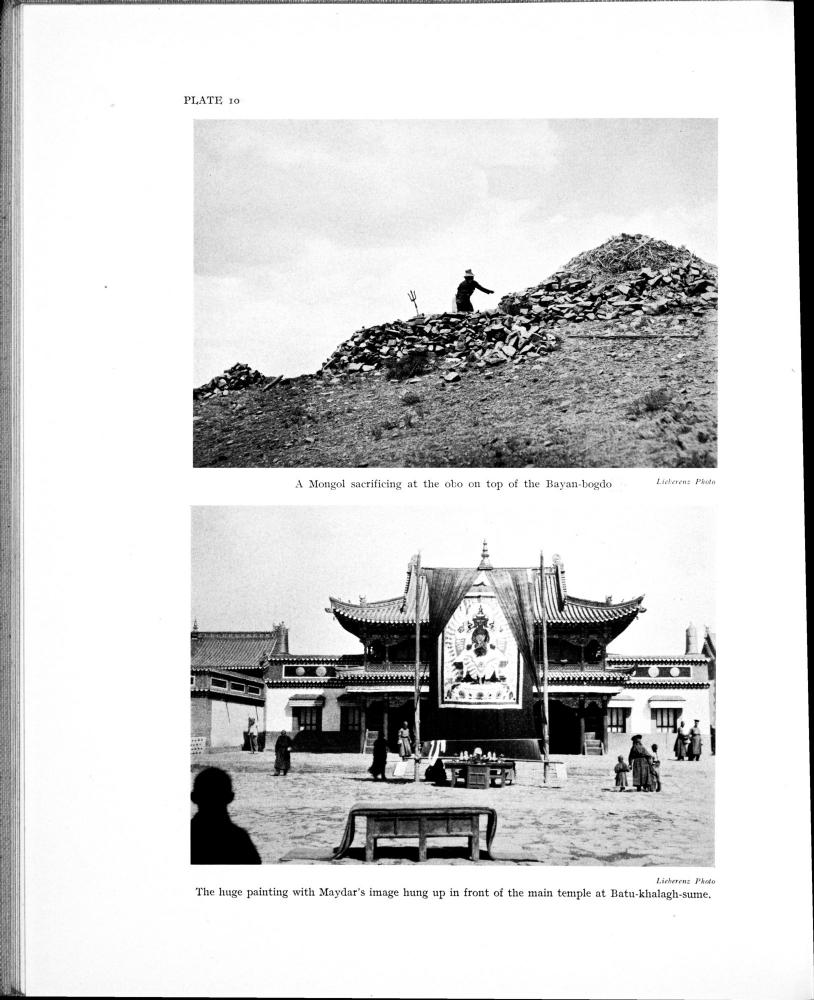 PLATE 10
A Mongol sacrificing at the obo on top of the Bayan-bogdo
Lieberenz Photo
Lieberenz Photo
The huge painting with Maydar's image hung up in front of the main temple at Batu-khalagh-sume.